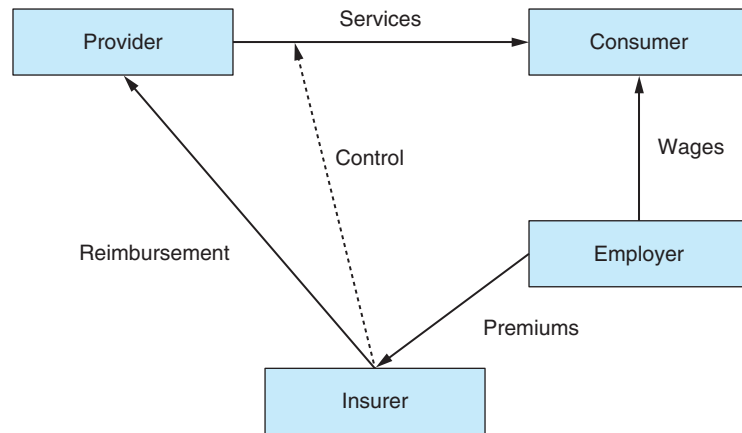 Services
Provider
Consumer
Control
Wages
Reimbursement
Employer
Premiums
Insurer